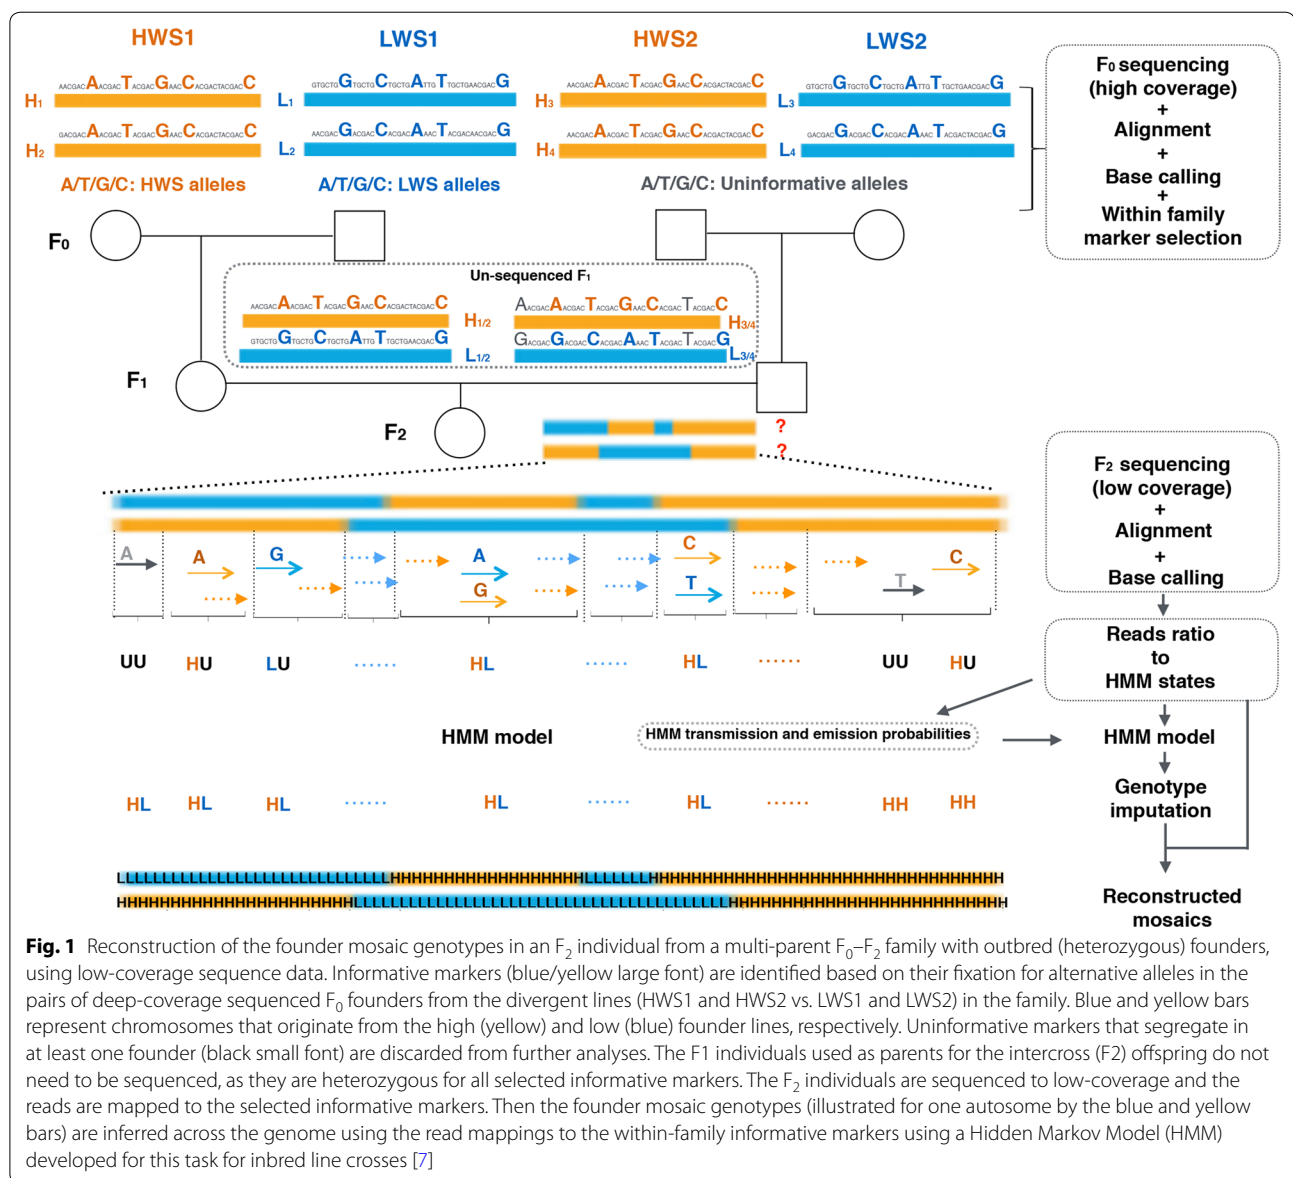 HWS1 LWS1 HWS2 LWS2
AACGACAACGACTACGACGAACCACGACTACGACC
GTGCTGGTGCTGCTGCTGATTGTTGCTGAACGACG
AACGACAACGACTACGACGAACCACGACTACGACC
GTGCTGGTGCTGCTGCTGATTGTTGCTGAACGACG
H1 L1 H3 L3
GACGACAACGACTACGACGAACCACGACTACGACC
AACGACGACGACCACGACAAACTACGACAACGACG
AACGACAACGACTACGACGAACCACGACTACGACC
GACGACGACGACCACGACAAACTACGACTACGACG
H2 L2 H4 L4
A/T/G/C: HWS alleles A/T/G/C: LWS alleles A/T/G/C: Uninformative alleles
F0 sequencing
(high coverage)
+
Alignment
+
Base calling
+
Within family
marker selection
F0
Un-sequenced F1
AACGACAACGACTACGACGAACCACGACTACGACC H1/2
AACGACAACGACTACGACGAACCACGACTACGACC H3/4
GTGCTGGTGCTGCTGCTGATTGTTGCTGAACGACG L1/2
GACGACGACGACCACGACAAACTACGACTACGACG L3/4
F1
F2
?
?
F2 sequencing
(low coverage)
+
Alignment
+
Base calling
A A G A C T C
G T
UU HU LU HL HL UU HU
Reads ratio
to
HMM states
HMM model HMM transmission and emission probabilities HMM model
HL HL HL HL HL HH HH
Genotype
imputation
Reconstructed
mosaics
Fig. 1 Reconstruction of the founder mosaic genotypes in an F2 individual from a multi-parent F0–F2 family with outbred (heterozygous) founders,
using low-coverage sequence data. Informative markers (blue/yellow large font) are identified based on their fixation for alternative alleles in the
pairs of deep-coverage sequenced F0 founders from the divergent lines (HWS1 and HWS2 vs. LWS1 and LWS2) in the family. Blue and yellow bars
represent chromosomes that originate from the high (yellow) and low (blue) founder lines, respectively. Uninformative markers that segregate in
at least one founder (black small font) are discarded from further analyses. The F1 individuals used as parents for the intercross (F2) offspring do not
need to be sequenced, as they are heterozygous for all selected informative markers. The F2 individuals are sequenced to low-coverage and the
reads are mapped to the selected informative markers. Then the founder mosaic genotypes (illustrated for one autosome by the blue and yellow
bars) are inferred across the genome using the read mappings to the within-family informative markers using a Hidden Markov Model (HMM)
developed for this task for inbred line crosses [7]